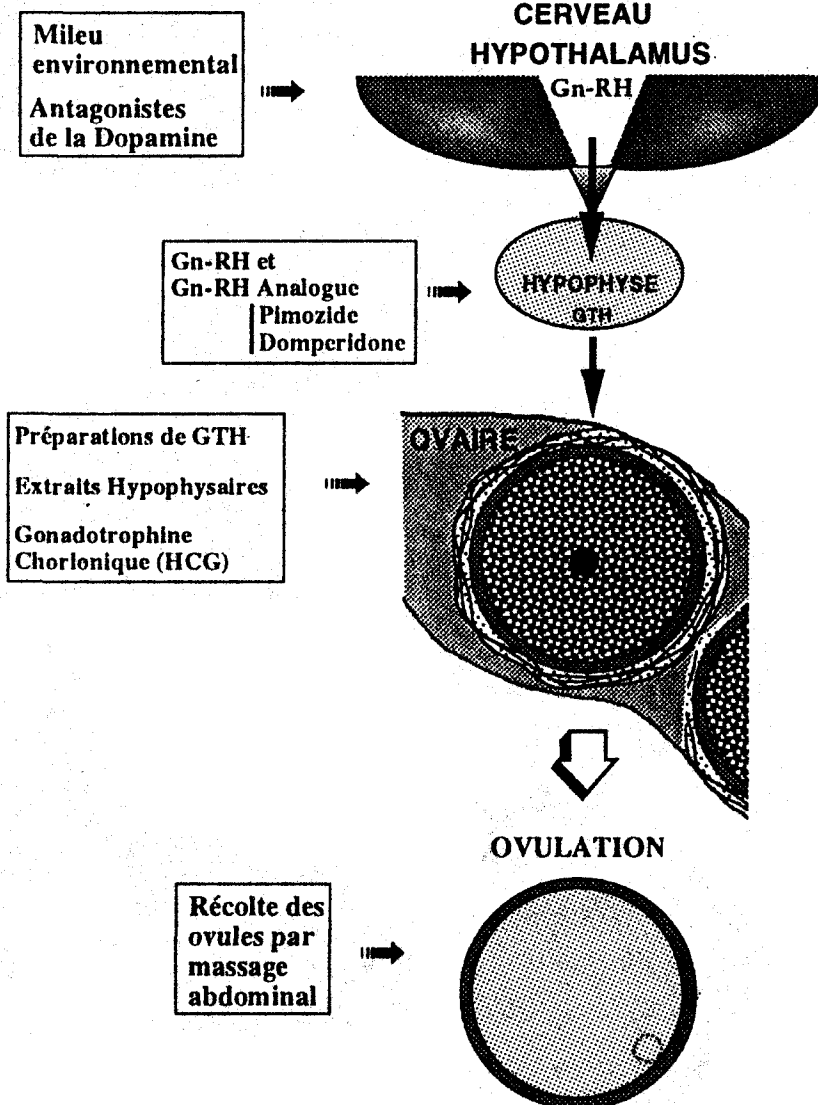 CERVEAU
HYPOTHALAMUS
Gn-RH
Mileu
environnemental
Antagonistes
de la Dopamine
Gn-RH et
Gn-RH Analogue
Pimozide
Domperidone
HYPOPHYSE
GTH
Préparations de GTH
Extraits Hypophysaires
Gonadotrophine
Chorlonique (HCG)
OVAIRE
OVULATION
Récolte des
ovules par
massage
abdominal